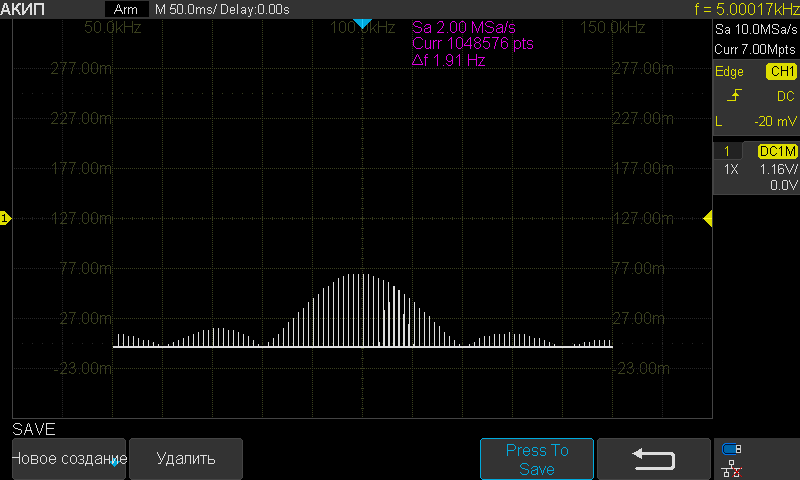 АКИП Arm M 50.0ms/ Delay:0.00s f = 5.00017kHz
50.0kHz 100.0kHz 150.0kHz
Sa 2.00 MSa/s
Curr 1048576 pts
Δf 1.91 Hz
Sa 10.0MSa/s
Curr 7.00Mpts
Edge CH1
DC
L -20 mV
1 DC1M
1X 1.16V/
0.0V
277.00m 277.00m
227.00m 227.00m
177.00m 177.00m
1 127.00m 127.00m
77.00m 77.00m
27.00m 27.00m
-23.00m -23.00m
SAVE
Новое создание Удалить Press To
Save